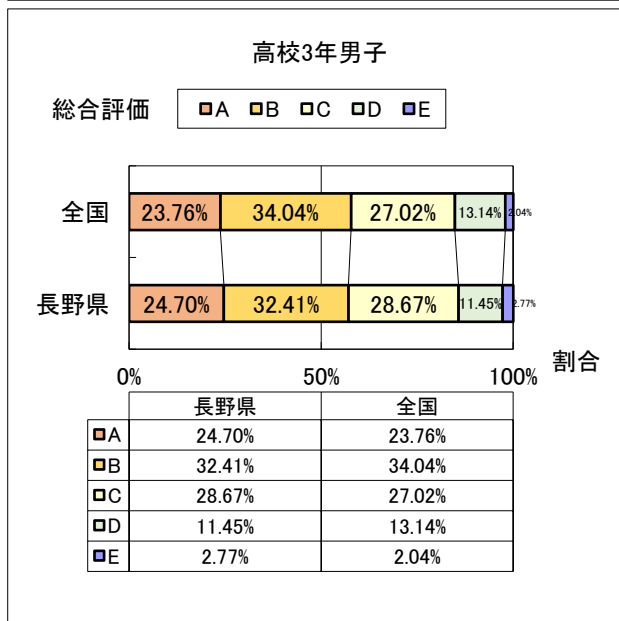 高校3年男子
総合評価 A B C D E
全国 23.76% 34.04% 27.02% 13.14% 2.04%
長野県 24.70% 32.41% 28.67% 11.45% 2.77%
0% 50% 100% 割合
長野県 全国
A 24.70% 23.76%
B 32.41% 34.04%
C 28.67% 27.02%
D 11.45% 13.14%
E 2.77% 2.04%